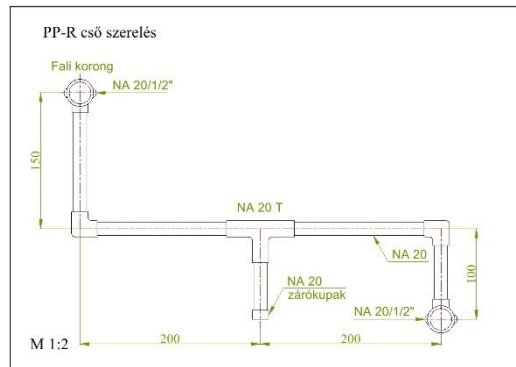 PP-R cső szerelés
Fali korong
NA 20/1/2"
150
NA 20 T
NA 20
100
NA 20
zárókupak
NA 20/1/2"
200
200
M 1:2